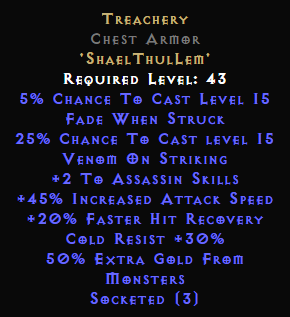 Treachery
Chest Armor
'ShaelThulLem'
Required Level: 43
5% Chance To Cast Level 15
Fade When Struck
25% Chance To Cast level 15
Venom On Striking
+2 To Assassin Skills
+45% Increased Attack Speed
+20% Faster Hit Recovery
Cold Resist +30%
50% Extra Gold From
Monsters
Socketed (3)